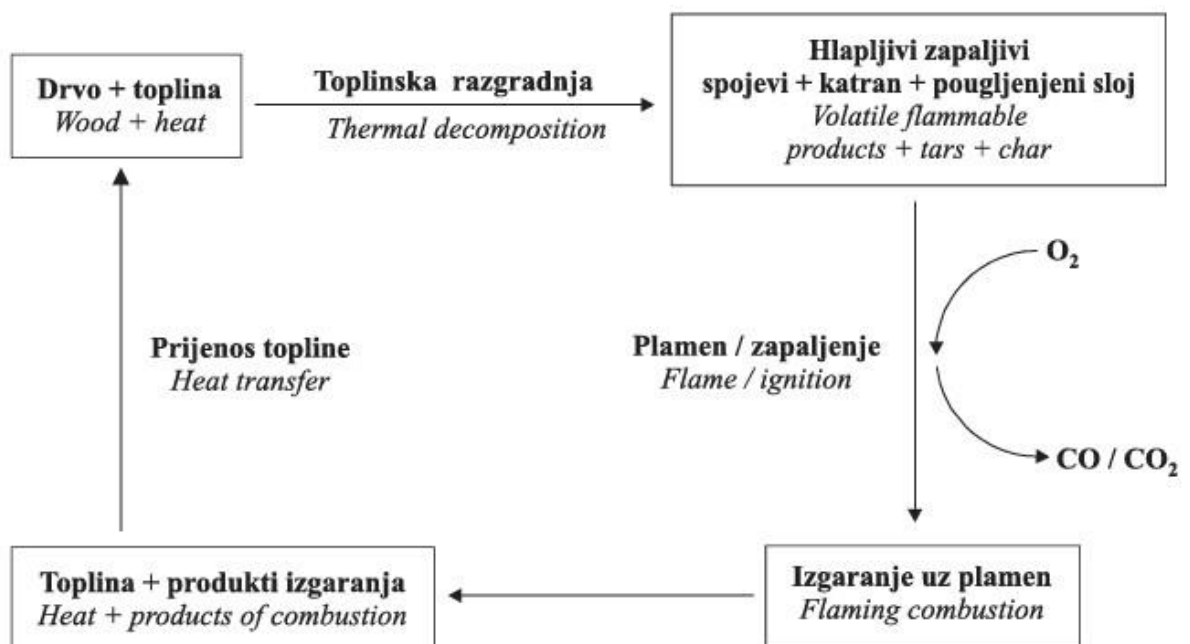 Drvo + toplina
Wood + heat
Toplinska razgradnja
Thermal decomposition
Hlapljivi zapaljivi
spojevi + katran + pougljenjeni sloj
Volatile flammable
products + tars + char
O₂
Prijenos topline
Heat transfer
Plamen / zapaljenje
Flame / ignition
CO / CO₂
Toplina + produkti izgaranja
Heat + products of combustion
Izgaranje uz plamen
Flaming combustion